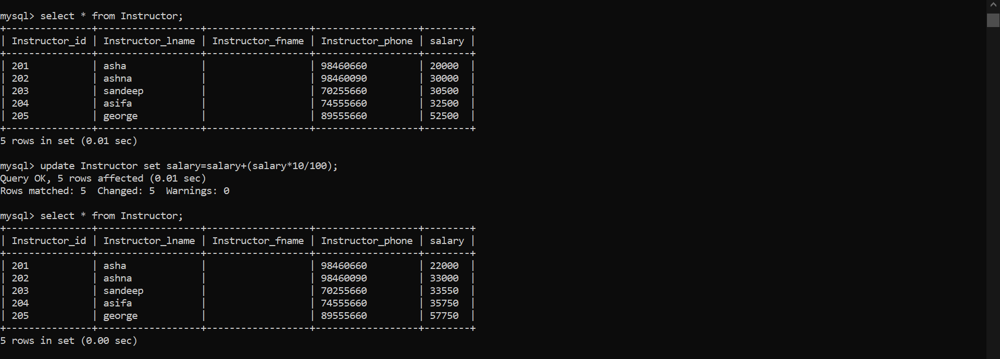 mysql> select * from Instructor;
+---------------+------------------+------------------+------------------+--------+
| Instructor_id | Instructor_lname | Instructor_fname | Instructor_phone | salary |
+---------------+------------------+------------------+------------------+--------+
| 201           | asha             |                  | 98460660         | 20000  |
| 202           | ashna            |                  | 98460090         | 30000  |
| 203           | sandeep          |                  | 70255660         | 30500  |
| 204           | asifa            |                  | 74555660         | 32500  |
| 205           | george           |                  | 89555660         | 52500  |
+---------------+------------------+------------------+------------------+--------+
5 rows in set (0.01 sec)

mysql> update Instructor set salary=salary+(salary*10/100);
Query OK, 5 rows affected (0.01 sec)
Rows matched: 5  Changed: 5  Warnings: 0

mysql> select * from Instructor;
+---------------+------------------+------------------+------------------+--------+
| Instructor_id | Instructor_lname | Instructor_fname | Instructor_phone | salary |
+---------------+------------------+------------------+------------------+--------+
| 201           | asha             |                  | 98460660         | 22000  |
| 202           | ashna            |                  | 98460090         | 33000  |
| 203           | sandeep          |                  | 70255660         | 33550  |
| 204           | asifa            |                  | 74555660         | 35750  |
| 205           | george           |                  | 89555660         | 57750  |
+---------------+------------------+------------------+------------------+--------+
5 rows in set (0.00 sec)